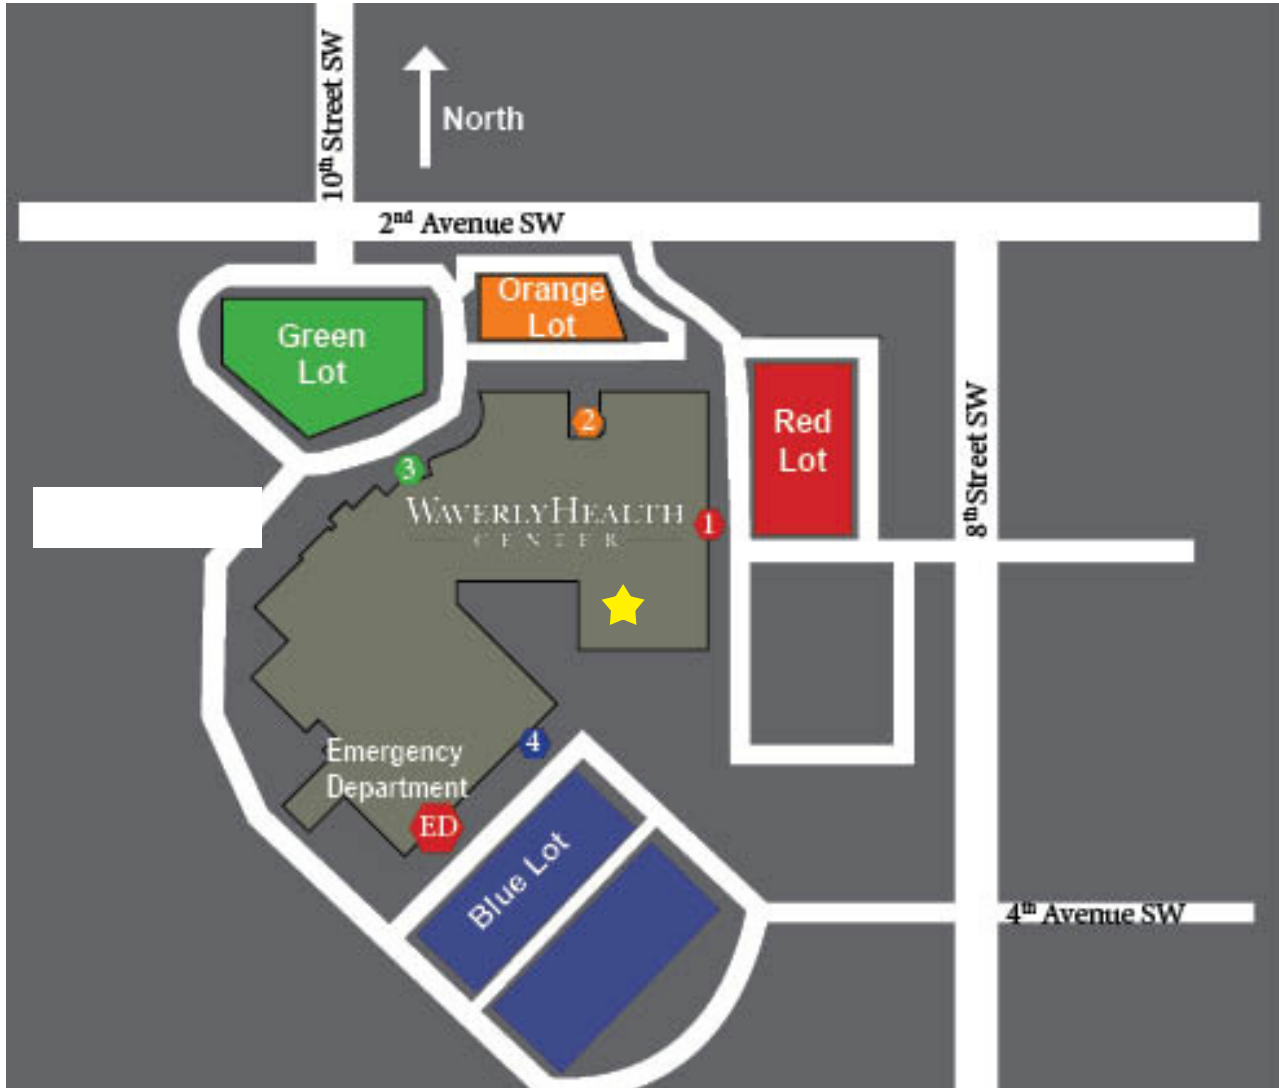 10th Street SW
North
2nd Avenue SW
Orange
Lot
Green
Lot
Red
Lot
8th Street SW
2
3
WAVERLYHEALTH
CENTER
1
Emergency
Department
4
ED
Blue Lot
4th Avenue SW